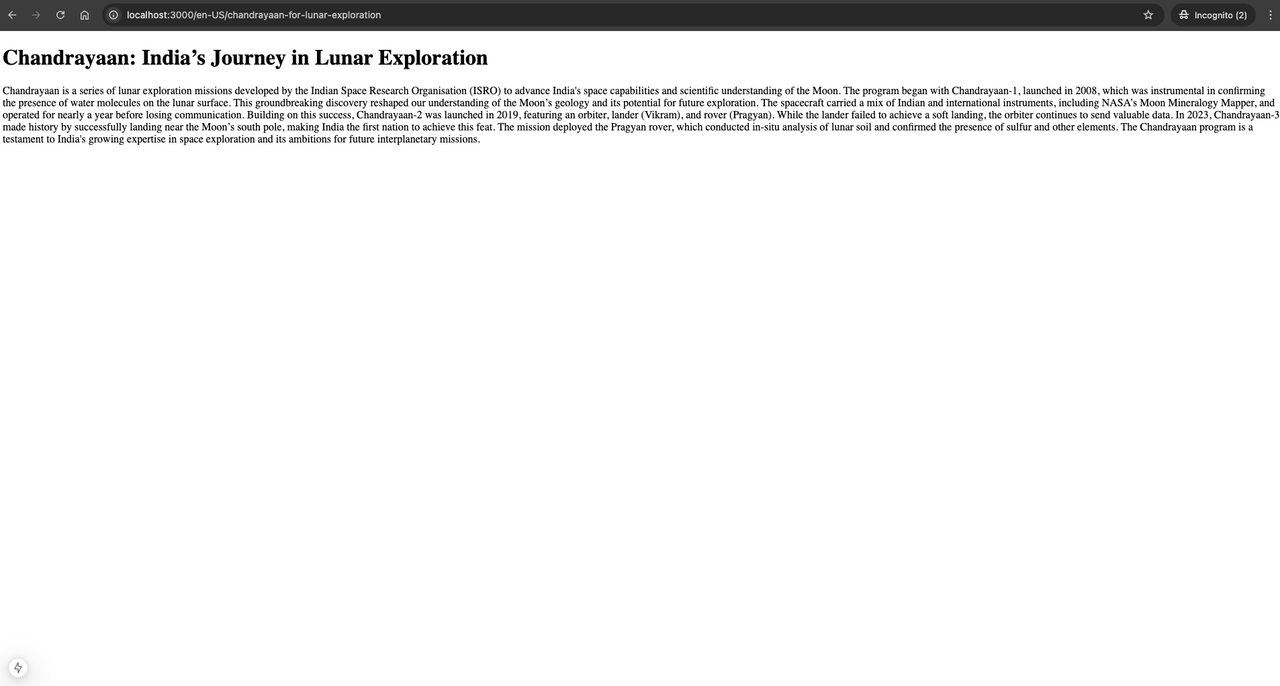 localhost:3000/en-US/chandrayaan-for-lunar-exploration
Incognito (2)
Chandrayaan: India’s Journey in Lunar Exploration
Chandrayaan is a series of lunar exploration missions developed by the Indian Space Research Organisation (ISRO) to advance India's space capabilities and scientific understanding of the Moon. The program began with Chandrayaan-1, launched in 2008, which was instrumental in confirming
the presence of water molecules on the lunar surface. This groundbreaking discovery reshaped our understanding of the Moon’s geology and its potential for future exploration. The spacecraft carried a mix of Indian and international instruments, including NASA’s Moon Mineralogy Mapper, and
operated for nearly a year before losing communication. Building on this success, Chandrayaan-2 was launched in 2019, featuring an orbiter, lander (Vikram), and rover (Pragyan). While the lander failed to achieve a soft landing, the orbiter continues to send valuable data. In 2023, Chandrayaan-3
made history by successfully landing near the Moon’s south pole, making India the first nation to achieve this feat. The mission deployed the Pragyan rover, which conducted in-situ analysis of lunar soil and confirmed the presence of sulfur and other elements. The Chandrayaan program is a
testament to India's growing expertise in space exploration and its ambitions for future interplanetary missions.